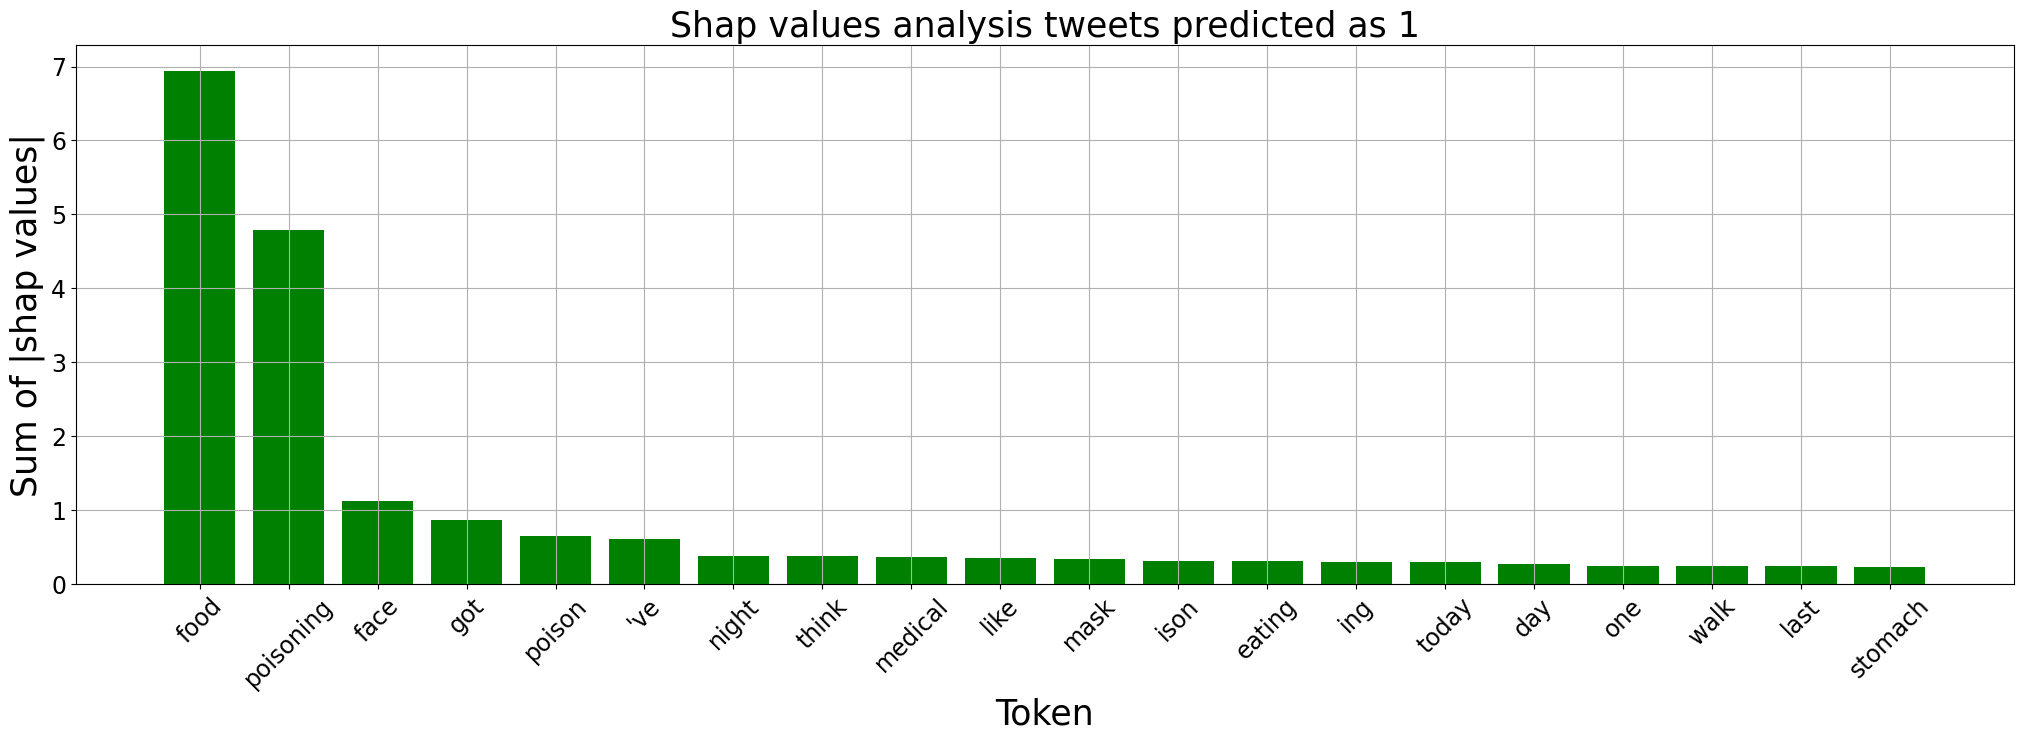 Shap values analysis tweets predicted as 1
Sum of |shap values|
7
6
5
4
3
2
1
0
food
poisoning
face
got
poison
've
night
think
medical
like
mask
ison
eating
ing
today
day
one
walk
last
stomach
Token